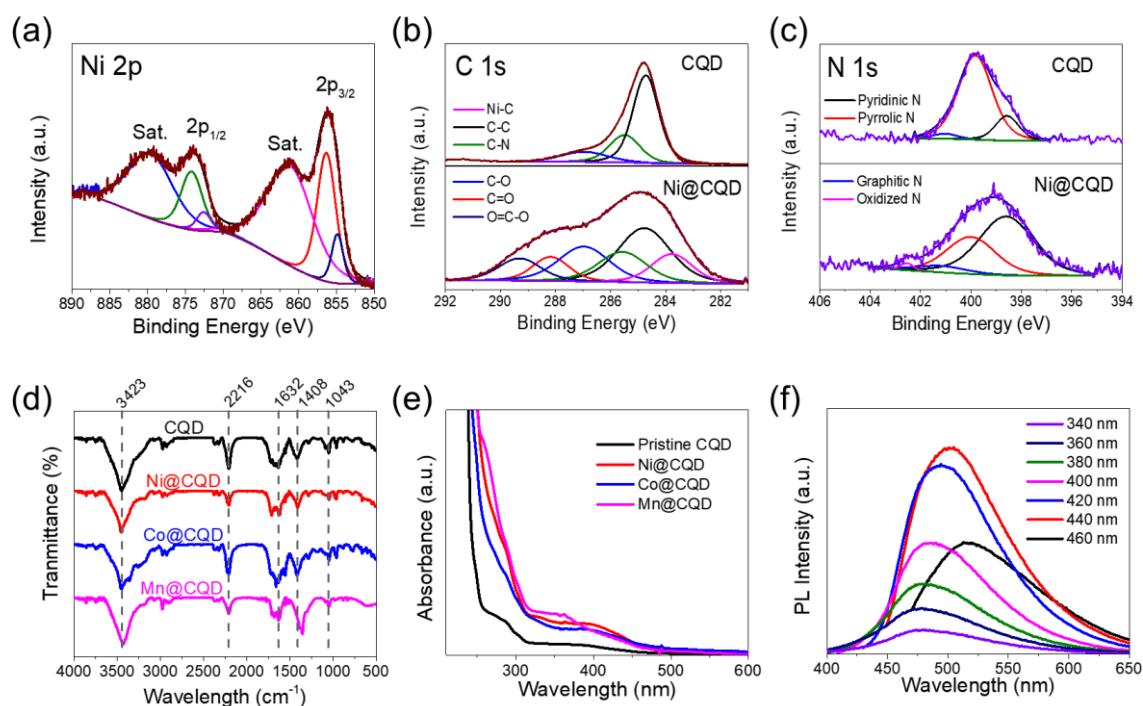 (a)
Ni 2p
Sat.
2p1/2
Sat.
2p3/2
Intensity (a.u.)
890 885 880 875 870 865 660 855 850
Binding Energy (eV)
(b)
C 1s
CQD
Ni-C
C-C
C-N
Ni@CQD
C-O
C=O
O=C-O
Intensity (a.u.)
292 290 288 286 284 282
Binding Energy (eV)
(c)
N 1s
CQD
Pyridinic N
Pyrrolic N
Ni@CQD
Graphitic N
Oxidized N
Intensity (a.u.)
406 404 402 400 398 396 394
Binding Energy (eV)
(d)
3423 2216 1632 1408 1043
CQD
Ni@CQD
Co@CQD
Mn@CQD
Tranmittance (%)
4000 3500 3000 2500 2000 1500 1000 500
Wavelength (cm⁻¹)
(e)
Pristine CQD
Ni@CQD
Co@CQD
Mn@CQD
Absorbance (a.u.)
300 400 500 600
Wavelength (nm)
(f)
340 nm
360 nm
380 nm
400 nm
420 nm
440 nm
460 nm
PL Intensity (a.u.)
400 450 500 550 600 650
Wavelength (nm)